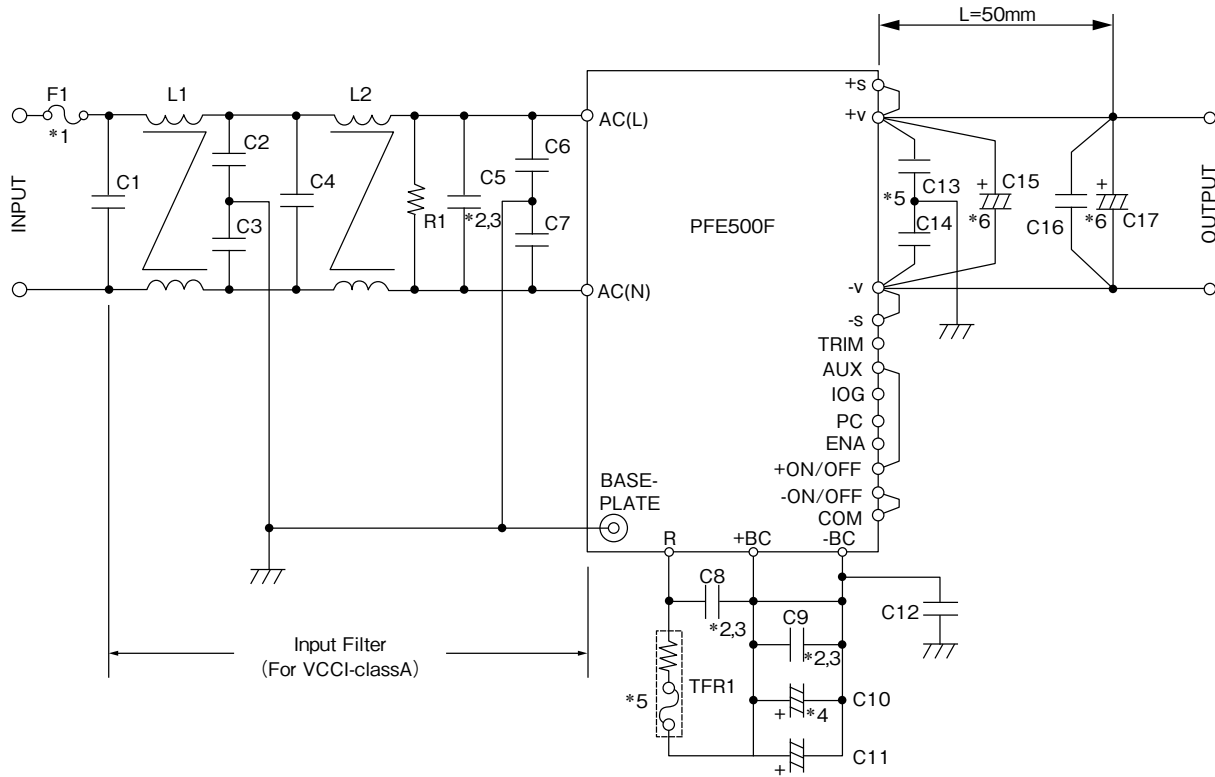 L=50mm
F1
*1
L1
L2
+s
+v
AC(L)
C2
C6
C13
C15
C1
C4
C5
*2,3
R1
*5
+
*6
C16
+
*6
C17
INPUT
C3
C7
C14
PFE500F
OUTPUT
AC(N)
-v
-s
TRIM
AUX
IOG
PC
ENA
+ON/OFF
-ON/OFF
COM
BASE-
PLATE
R
+BC
-BC
C8
*2,3
C9
*2,3
C12
Input Filter
(For VCCI-classA)
TFR1
*5
+
*4
C10
+
C11